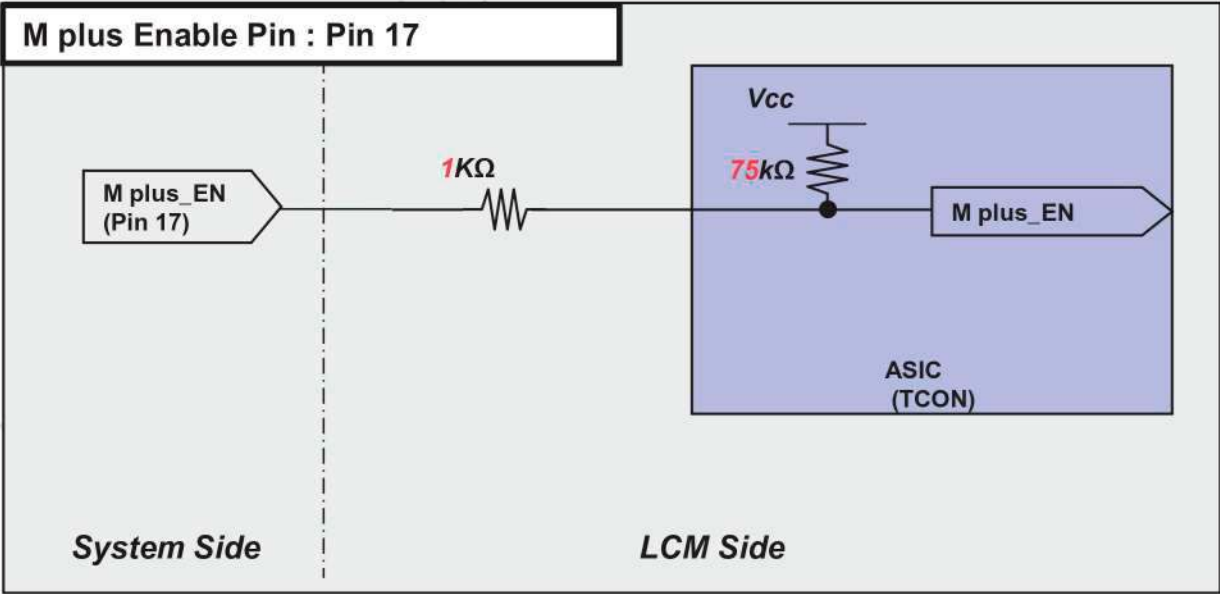 M plus Enable Pin : Pin 17
Vcc
1KΩ
75kΩ
M plus_EN
(Pin 17)
M plus_EN
ASIC
(TCON)
System Side
LCM Side